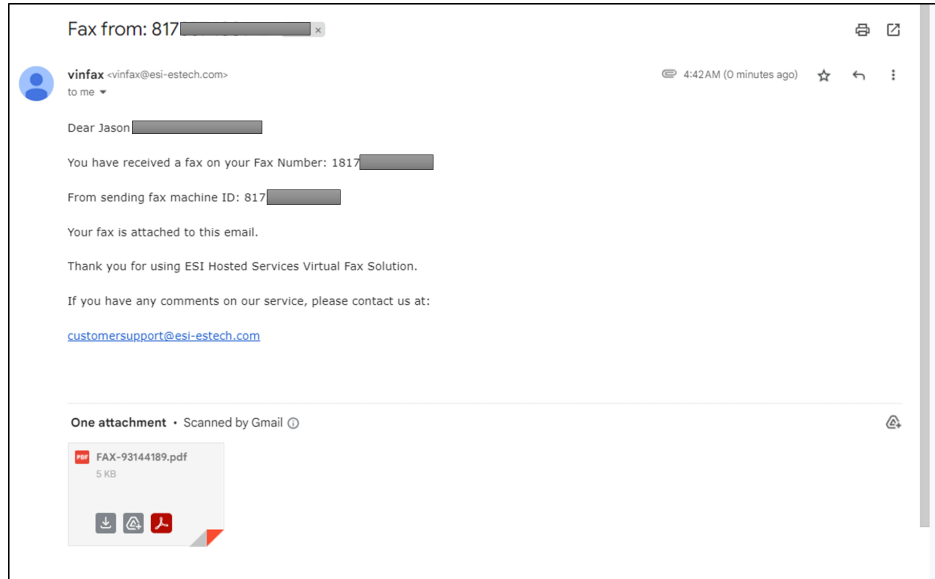 Fax from: 817
vinfax <vinfax@esi-estech.com>
4:42 AM (0 minutes ago)
to me
Dear Jason
You have received a fax on your Fax Number: 1817
From sending fax machine ID: 817
Your fax is attached to this email.
Thank you for using ESI Hosted Services Virtual Fax Solution.
If you have any comments on our service, please contact us at:
customersupport@esi-estech.com
One attachment • Scanned by Gmail
PDF FAX-93144189.pdf
5 KB